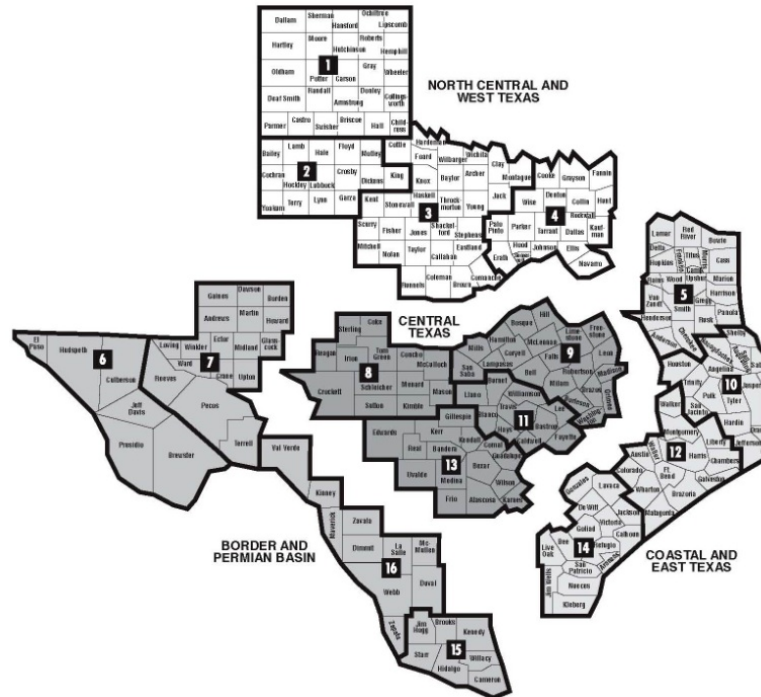 Dallam Sherman Hansford Ochiltree Lipscomb
Hartley Moore Hutchinson Roberts Hemphill
1
Oldham Potter Carson Gray Wheeler
Deaf Smith Randall Armstrong Donley Collingsworth
Parmer Castro Swisher Briscoe Hall Childress
NORTH CENTRAL AND
WEST TEXAS
Bailey Lamb Hale Floyd Motley Cottle
2
Cochran Hockley Lubbock Crosby Dickens King
Yoakum Terry Lynn Garza
Hardeman Foard Wilbarger Wichita Clay Montague
Knox Baylor Archer Jack
Kent Stonewall Haskell Throckmorton Young
3
Scurry Fisher Jones Shackelford Stephens Palo Pinto
Mitchell Nolan Taylor Callahan Eastland Erath
Runnels Coleman Brown Comanche
Cooke Grayson Fannin
Wise Denton Collin Hunt
4
Rockwall
Parker Tarrant Dallas Kaufman
Hood Johnson Ellis
Navarro
Lamar Red River Bowie
Delta Hopkins Franklin Titus Morris Cass
Camp
Rains Wood Upshur Marion
5
Van Zandt Smith Gregg Harrison
Henderson Rusk Panola
Anderson Cherokee Shelby
Houston Angelina
10
Trinity Polk Tyler Jasper
Walker San Jacinto Hardin
Jefferson
Montgomery Liberty
12
Austin Waller Harris Chambers
Colorado Ft. Bend Galveston
Wharton Brazoria
Matagorda
Gonzales Lavaca
De Witt Jackson
Goliad Victoria Calhoun
14
Live Oak Bee Refugio
San Patricio Aransas
Jim Wells Nueces
Kleberg
COASTAL AND
EAST TEXAS
CENTRAL
TEXAS
Sterling Coke
Reagan Irion Tom Green Concho McCulloch
8
Crockett Schleicher Menard Mason
Sutton Kimble
Mills Hamilton Bosque Hill
9
San Saba Lampasas Coryell McLennan Limestone Freestone
Bell Falls Leon
Robertson Madison
Milam Brazos Grimes
Burleson Washington
Llano Burnet Williamson
11
Blanco Travis Lee
Hays Bastrop
Caldwell Fayette
Gillespie
Edwards Kerr Kendall Comal Guadalupe
Real Bandera
13
Uvalde Medina Bexar Wilson
Frio Atascosa Karnes
Gaines Dawson Borden
Andrews Martin Howard
7
Loving Winkler Ector Midland Glasscock
Ward Crane Upton
Reeves
Pecos
Terrell
6
El Paso Hudspeth Culberson
Jeff Davis
Presidio Brewster
Val Verde
Kinney
Maverick Zavala
Dimmit La Salle McMullen
16
Webb Duval
Zapata
BORDER AND
PERMIAN BASIN
Jim Hogg Brooks Kenedy
15
Starr Willacy
Hidalgo
Cameron